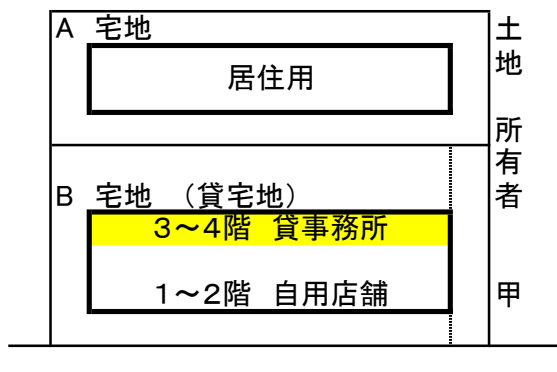 A 宅地
居住用
B 宅地 （貸宅地）
３～４階 貸事務所
１～２階 自用店舗
土地 所有者 甲